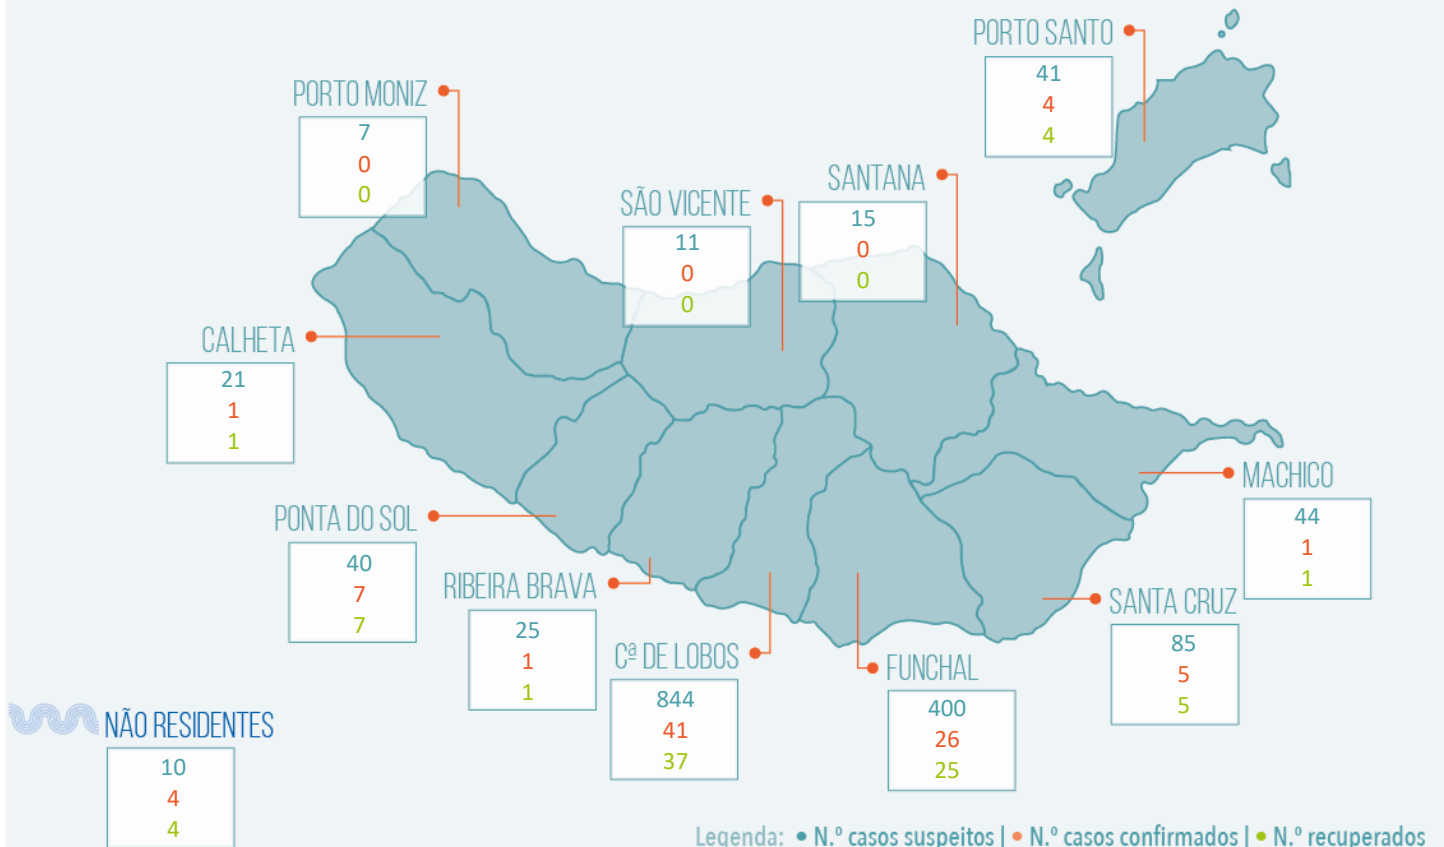 PORTO SANTO
41
4
4
PORTO MONIZ
7
0
0
SANTANA
15
0
0
SÃO VICENTE
11
0
0
CALHETA
21
1
1
MACHICO
44
1
1
PONTA DO SOL
40
7
7
RIBEIRA BRAVA
25
1
1
SANTA CRUZ
85
5
5
Cª DE LOBOS
844
41
37
FUNCHAL
400
26
25
NÃO RESIDENTES
10
4
4
Legenda: • N.º casos suspeitos | • N.º casos confirmados | • N.º recuperados